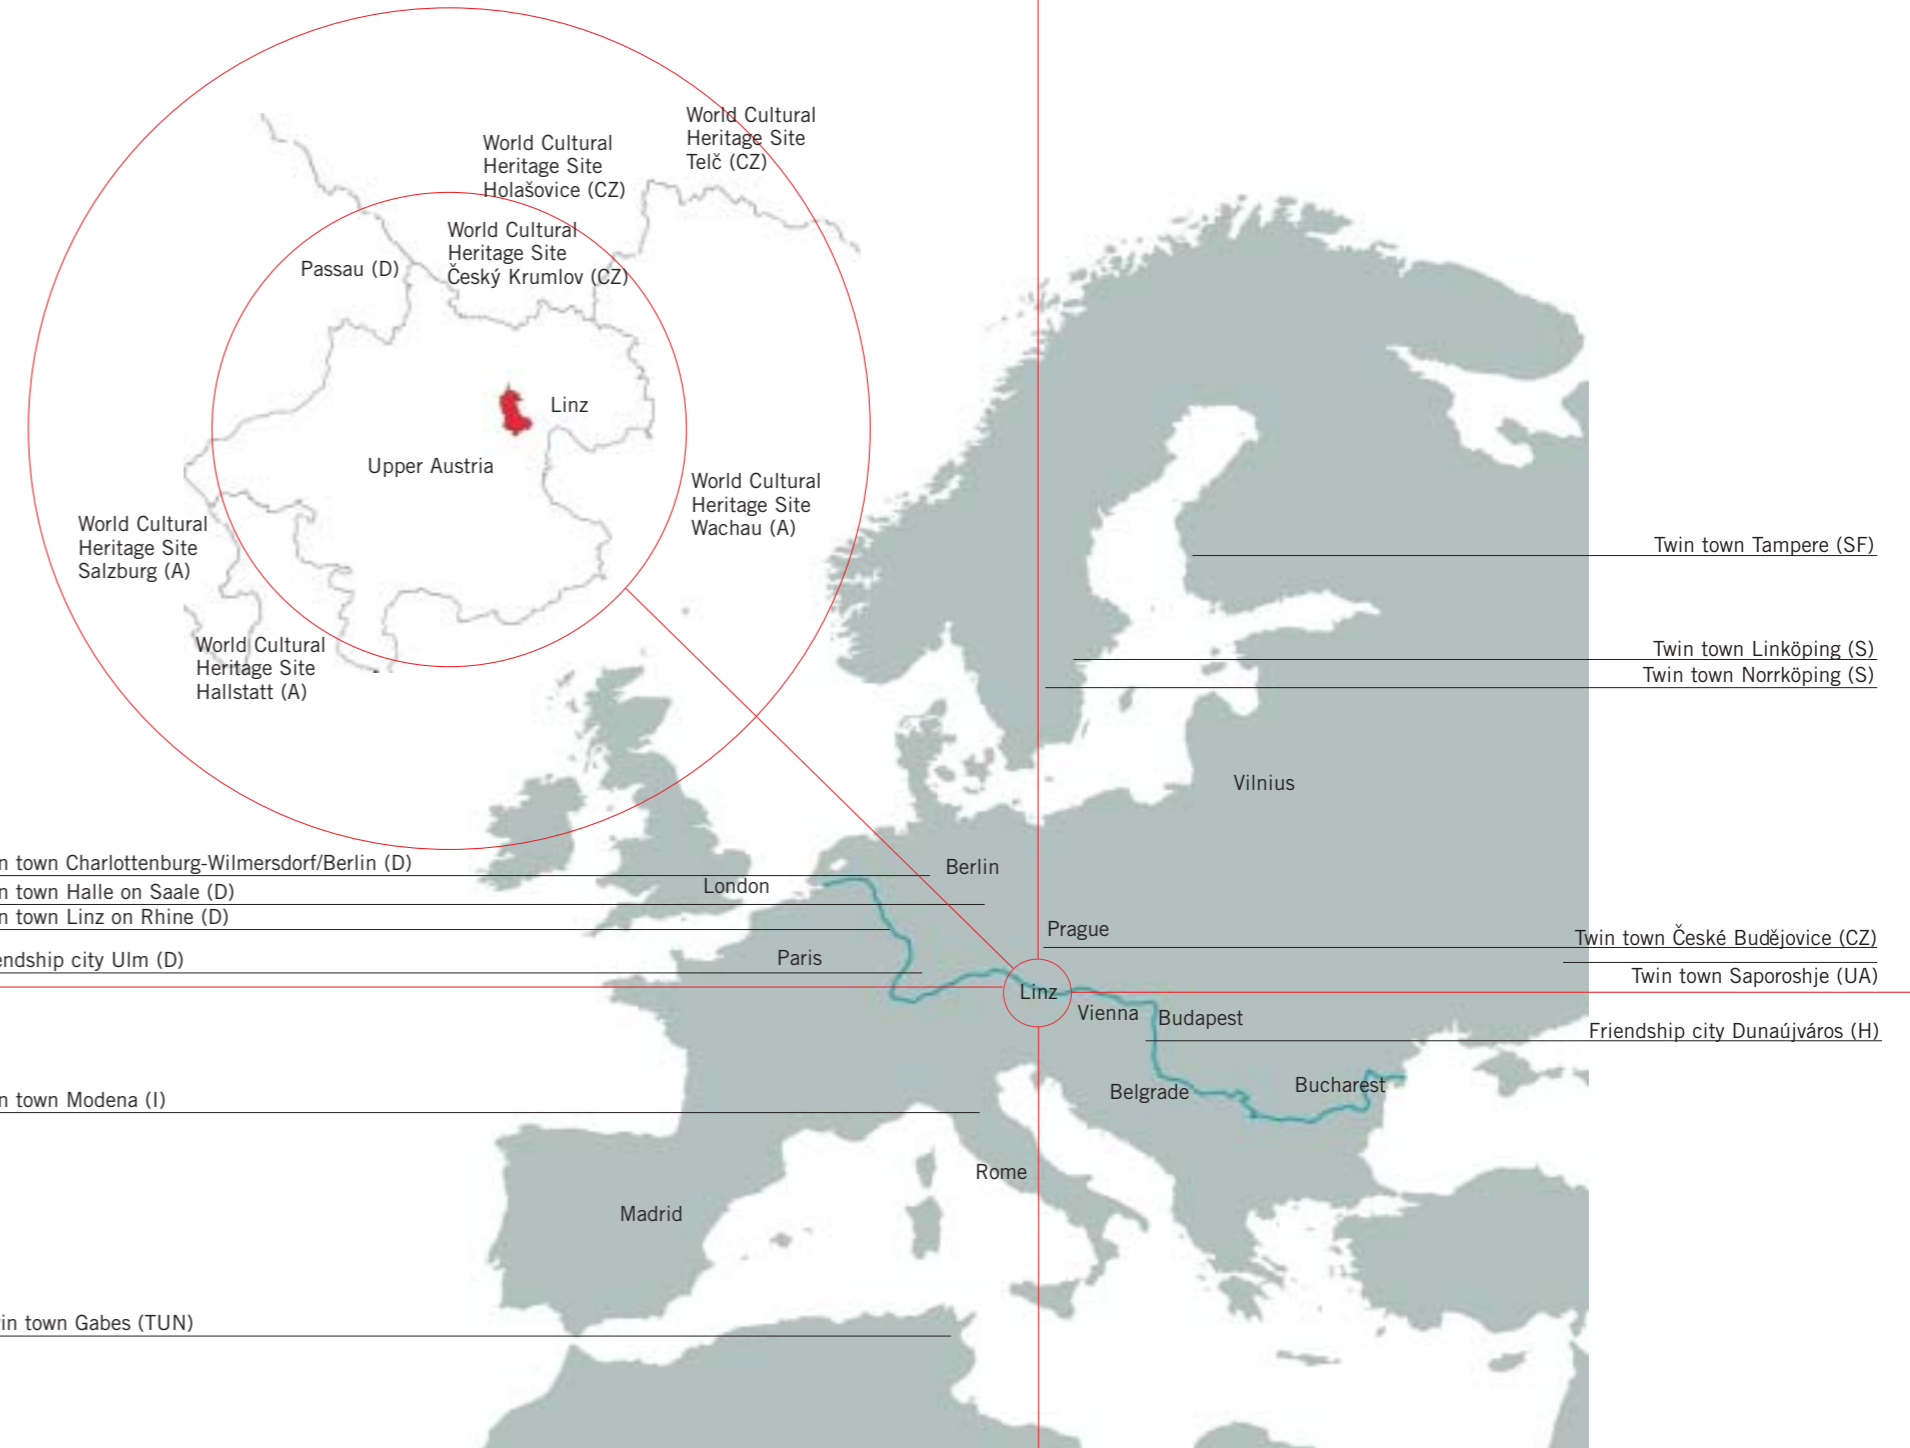 World Cultural
Heritage Site
Telč (CZ)
World Cultural
Heritage Site
Holašovice (CZ)
World Cultural
Heritage Site
Český Krumlov (CZ)
Passau (D)
Linz
Upper Austria
World Cultural
Heritage Site
Wachau (A)
World Cultural
Heritage Site
Salzburg (A)
World Cultural
Heritage Site
Hallstatt (A)
Twin town Tampere (SF)
Twin town Linköping (S)
Twin town Norrköping (S)
Vilnius
n town Charlottenburg-Wilmersdorf/Berlin (D)
Berlin
London
n town Halle on Saale (D)
n town Linz on Rhine (D)
Prague
Twin town České Budějovice (CZ)
endship city Ulm (D)
Paris
Twin town Saporoshje (UA)
Linz
Vienna
Budapest
Friendship city Dunaújváros (H)
Belgrade
Bucharest
n town Modena (I)
Rome
Madrid
in town Gabes (TUN)